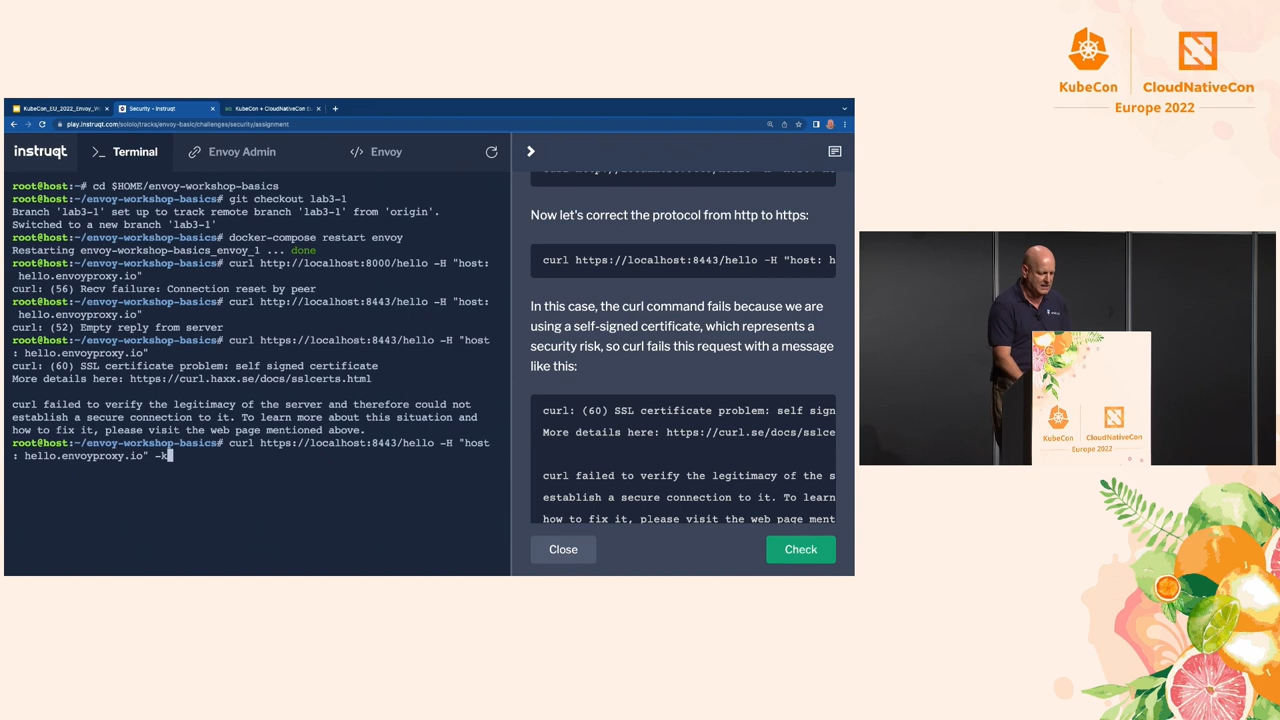 KubeCon
CloudNativeCon
Europe 2022
Security - Instruqt
play.instruqt.com/soloio/tracks/envoy-basic/challenges/security/assignment
instruqt
>_ Terminal
Envoy Admin
</> Envoy
root@host:~# cd $HOME/envoy-workshop-basics
root@host:~/envoy-workshop-basics# git checkout lab3-1
Branch 'lab3-1' set up to track remote branch 'lab3-1' from 'origin'.
Switched to a new branch 'lab3-1'
root@host:~/envoy-workshop-basics# docker-compose restart envoy
Restarting envoy-workshop-basics_envoy_1 ... done
root@host:~/envoy-workshop-basics# curl http://localhost:8000/hello -H "host:
hello.envoyproxy.io"
curl: (56) Recv failure: Connection reset by peer
root@host:~/envoy-workshop-basics# curl http://localhost:8443/hello -H "host:
hello.envoyproxy.io"
curl: (52) Empty reply from server
root@host:~/envoy-workshop-basics# curl https://localhost:8443/hello -H "host
: hello.envoyproxy.io"
curl: (60) SSL certificate problem: self signed certificate
More details here: https://curl.haxx.se/docs/sslcerts.html
curl failed to verify the legitimacy of the server and therefore could not
establish a secure connection to it. To learn more about this situation and
how to fix it, please visit the web page mentioned above.
root@host:~/envoy-workshop-basics# curl https://localhost:8443/hello -H "host
: hello.envoyproxy.io" -k
Now let's correct the protocol from http to https:
curl https://localhost:8443/hello -H "host: h
In this case, the curl command fails because we are
using a self-signed certificate, which represents a
security risk, so curl fails this request with a message
like this:
curl: (60) SSL certificate problem: self sign
More details here: https://curl.se/docs/sslce
curl failed to verify the legitimacy of the s
establish a secure connection to it. To learn
how to fix it, please visit the web page ment
Close
Check
KubeCon
CloudNativeCon
Europe 2022